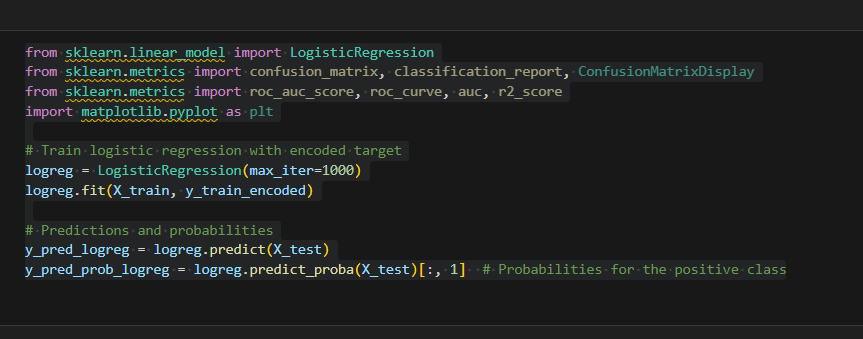 from sklearn.linear_model import LogisticRegression
from sklearn.metrics import confusion_matrix, classification_report, ConfusionMatrixDisplay
from sklearn.metrics import roc_auc_score, roc_curve, auc, r2_score
import matplotlib.pyplot as plt
# Train logistic regression with encoded target
logreg = LogisticRegression(max_iter=1000)
logreg.fit(X_train, y_train_encoded)
# Predictions and probabilities
y_pred_logreg = logreg.predict(X_test)
y_pred_prob_logreg = logreg.predict_proba(X_test)[:, 1]  # Probabilities for the positive class